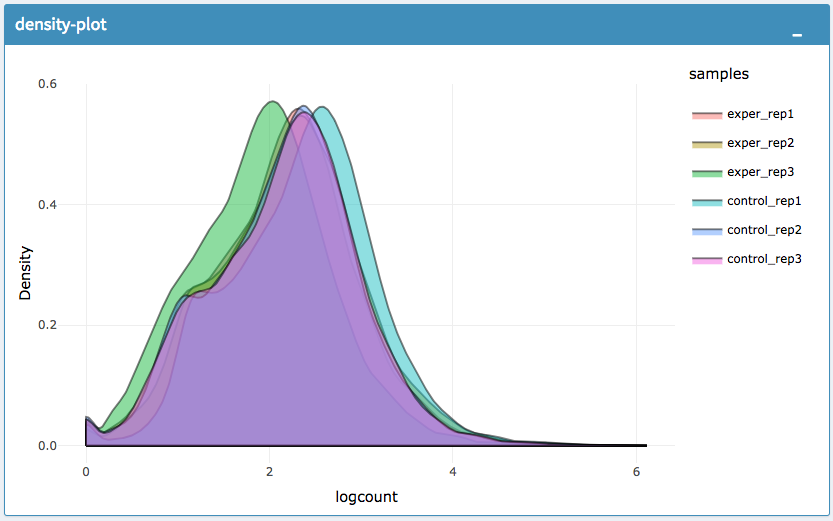 density-plot
samples
exper_rep1
exper_rep2
exper_rep3
control_rep1
control_rep2
control_rep3
Density
0.6
0.4
0.2
0.0
0 2 4 6
logcount